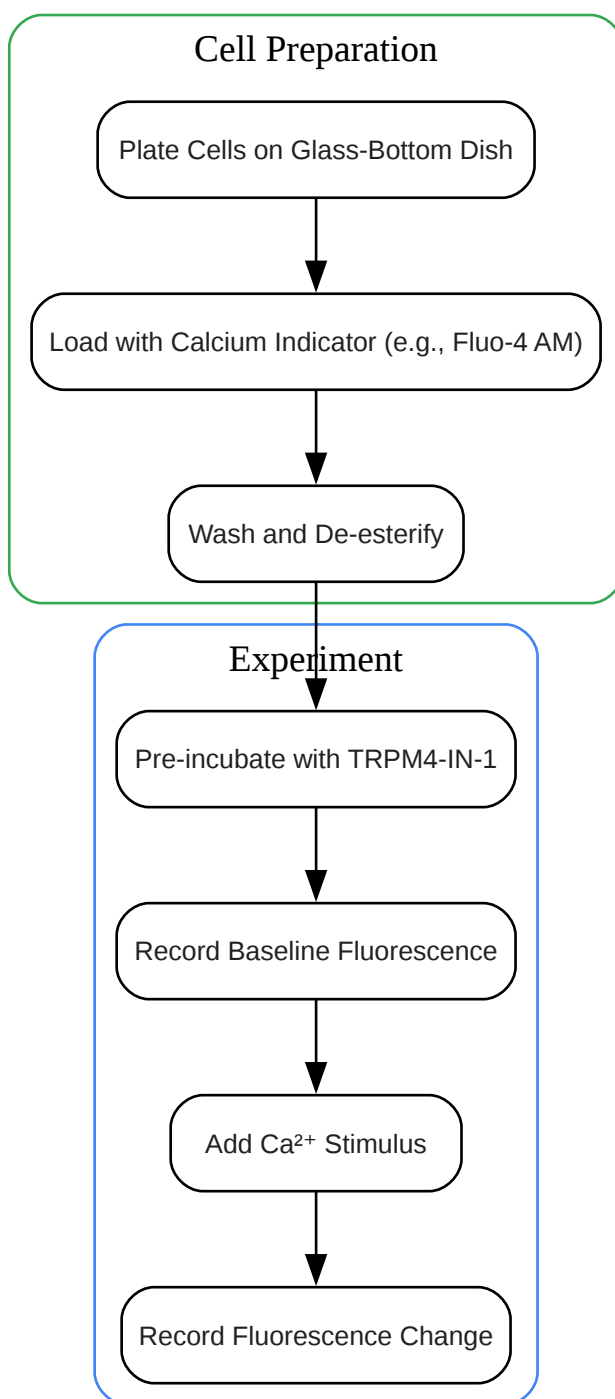 Cell Preparation
Plate Cells on Glass-Bottom Dish
Load with Calcium Indicator (e.g., Fluo-4 AM)
Wash and De-esterify
Experiment
Pre-incubate with TRPM4-IN-1
Record Baseline Fluorescence
Add Ca²⁺ Stimulus
Record Fluorescence Change